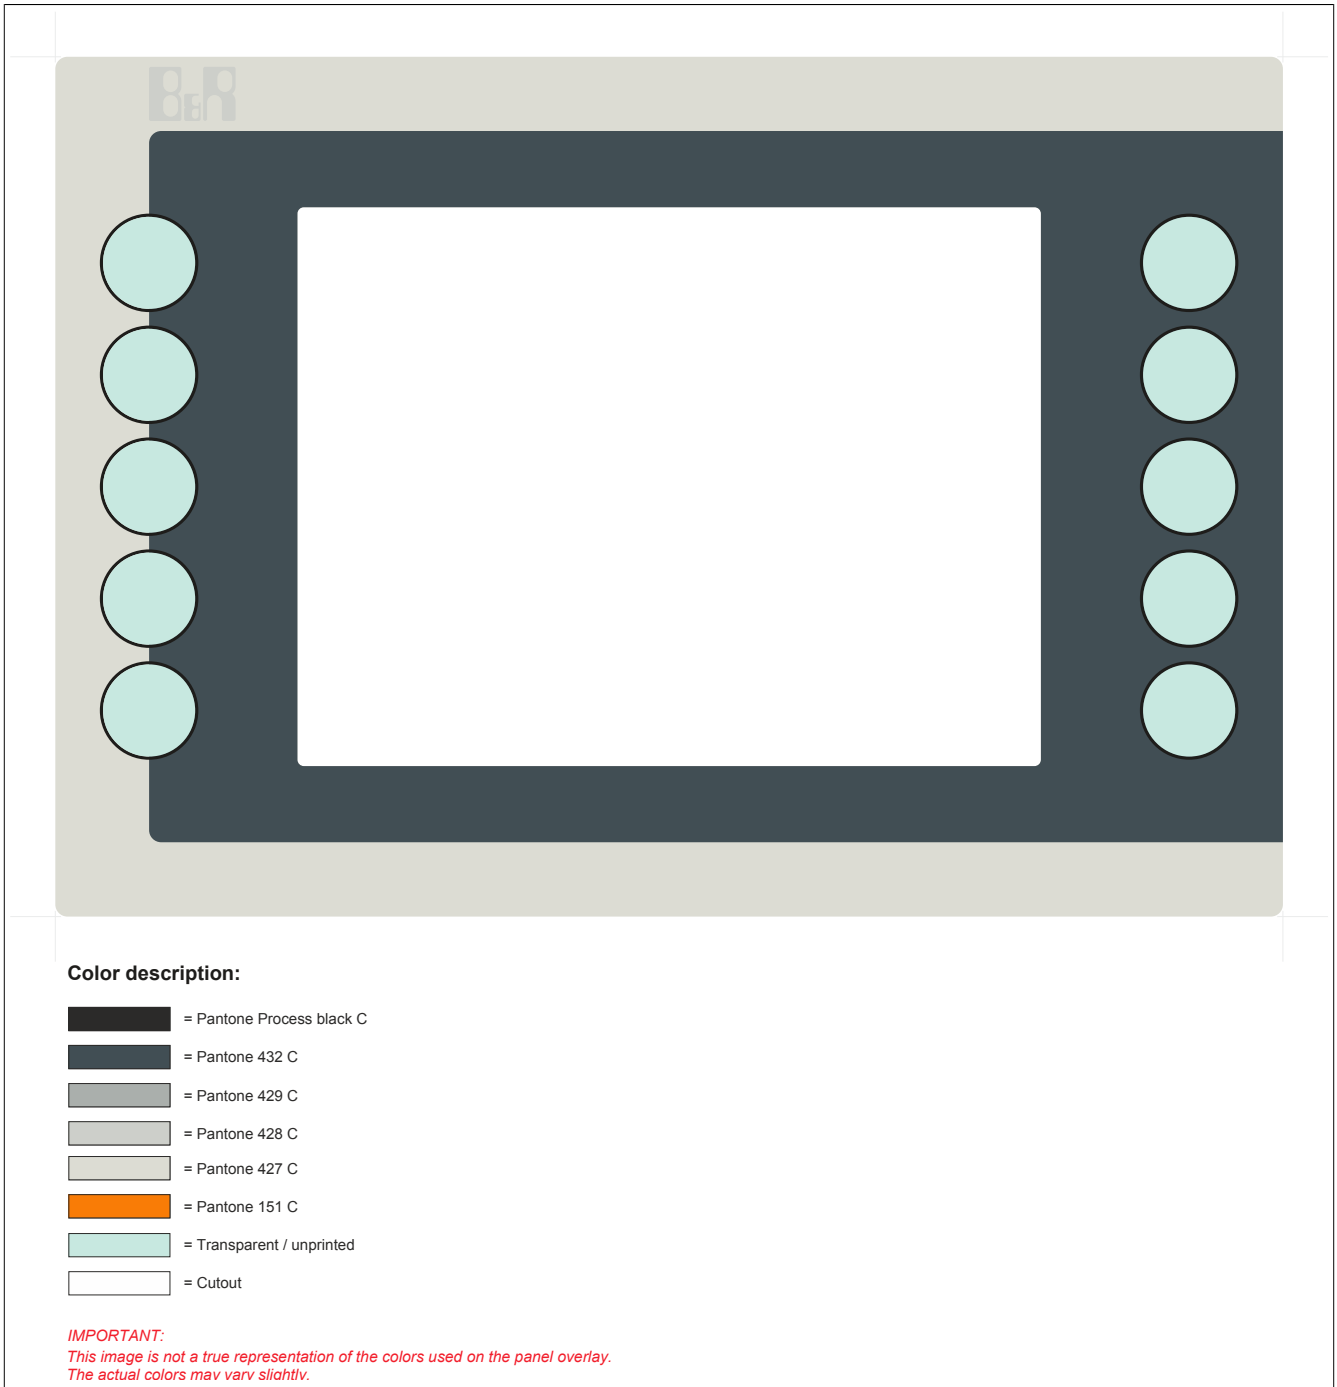 B&R
Color description:
= Pantone Process black C
= Pantone 432 C
= Pantone 429 C
= Pantone 428 C
= Pantone 427 C
= Pantone 151 C
= Transparent / unprinted
= Cutout
IMPORTANT:
This image is not a true representation of the colors used on the panel overlay.
The actual colors may vary slightly.